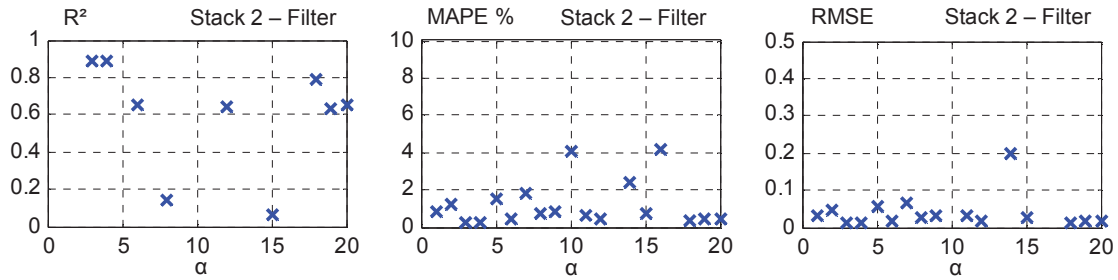 R² Stack 2 – Filter
1
0.8
0.6
0.4
0.2
0
0 5 10 15 20
α
MAPE % Stack 2 – Filter
10
8
6
4
2
0
0 5 10 15 20
α
RMSE Stack 2 – Filter
0.5
0.4
0.3
0.2
0.1
0
0 5 10 15 20
α